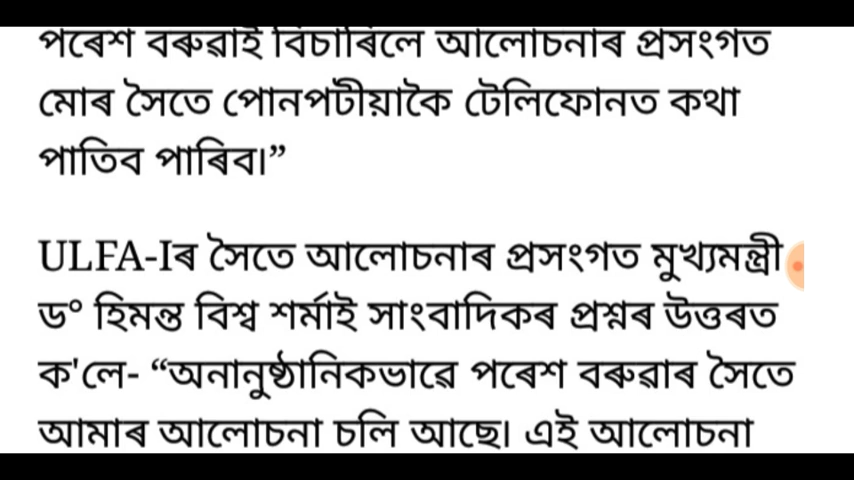 পৰেশ বৰুৱাই বিচাৰিলে আলোচনাৰ প্ৰসংগত
মোৰ সৈতে পোনপটীয়াকৈ টেলিফোনত কথা
পাতিব পাৰিব।”
ULFA-Iৰ সৈতে আলোচনাৰ প্ৰসংগত মুখ্যমন্ত্ৰী
ড° হিমন্ত বিশ্ব শৰ্মাই সাংবাদিকৰ প্ৰশ্নৰ উত্তৰত
ক'লে- “অনানুষ্ঠানিকভাৱে পৰেশ বৰুৱাৰ সৈতে
আমাৰ আলোচনা চলি আছে। এই আলোচনা